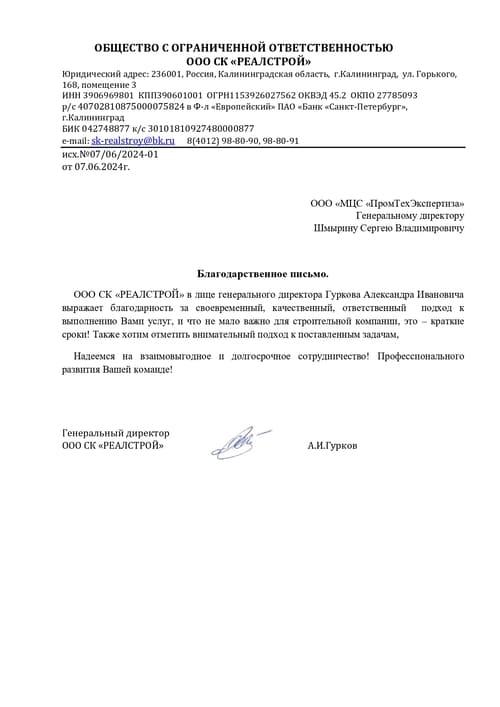 ОБЩЕСТВО С ОГРАНИЧЕННОЙ ОТВЕТСТВЕННОСТЬЮ
ООО СК «РЕАЛСТРОЙ»
Юридический адрес: 236001, Россия, Калининградская область, г.Калининград, ул. Горького,
168, помещение 3
ИНН 3906969801 КПП390601001 ОГРН1153926027562 ОКВЭД 45.2 ОКПО 27785093
р/с 40702810875000075824 в Ф-л «Европейский» ПАО «Банк «Санкт-Петербург»,
г.Калининград
БИК 042748877 к/с 30101810927480000877
e-mail: sk-realstroy@bk.ru 8(4012) 98-80-90, 98-80-91
исх.№07/06/2024-01
от 07.06.2024г.
ООО «МЦС «ПромТехЭкспертиза»
Генеральному директору
Шмырину Сергею Владимировичу
Благодарственное письмо.
ООО СК «РЕАЛСТРОЙ» в лице генерального директора Гуркова Александра Ивановича
выражает благодарность за своевременный, качественный, ответственный подход к
выполнению Вами услуг, и что не мало важно для строительной компании, это – краткие
сроки! Также хотим отметить внимательный подход к поставленным задачам,
Надеемся на взаимовыгодное и долгосрочное сотрудничество! Профессионального
развития Вашей команде!
Генеральный директор
ООО СК «РЕАЛСТРОЙ» А.И.Гурков